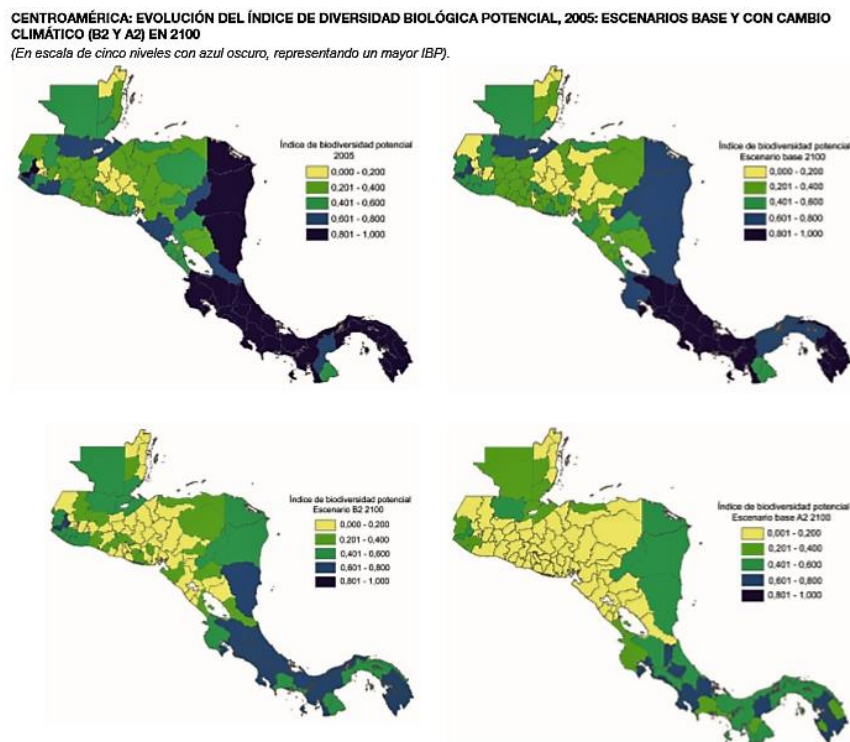 CENTROAMÉRICA: EVOLUCIÓN DEL ÍNDICE DE DIVERSIDAD BIOLÓGICA POTENCIAL, 2005: ESCENARIOS BASE Y CON CAMBIO
CLIMÁTICO (B2 Y A2) EN 2100
(En escala de cinco niveles con azul oscuro, representando un mayor IBP).
Índice de biodiversidad potencial
2005
0,000 - 0,200
0,201 - 0,400
0,401 - 0,600
0,601 - 0,800
0,801 - 1,000
Índice de biodiversidad potencial
Escenario base 2100
0,000 - 0,200
0,201 - 0,400
0,401 - 0,600
0,601 - 0,800
0,801 - 1,000
Índice de biodiversidad potencial
Escenario B2 2100
0,000 - 0,200
0.201 - 0,400
0,401 - 0,600
0,601 - 0,800
0,801 - 1,000
Índice de biodiversidad potencial
Escenario base A2 2100
0,001 - 0,200
0,201 - 0,400
0,401 - 0,600
0,601 - 0,800
0,801 - 1,000